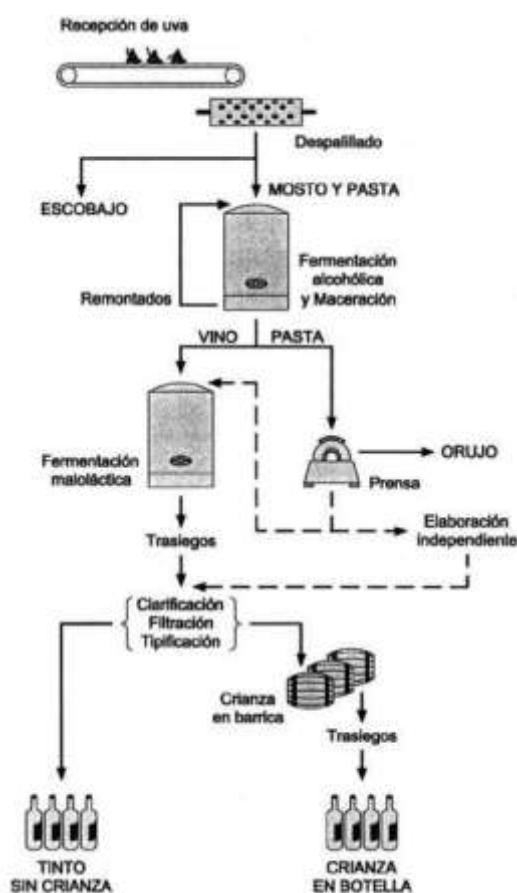 Recepción de uva
Despalillado
ESCOBAJO
MOSTO Y PASTA
Fermentación
alcohólica
y Maceración
Remontados
VINO
PASTA
Fermentación
maloláctica
Prensa
ORUJO
Trasiegos
Elaboración
independiente
Clarificación
Filtración
Tipificación
Crianza
en barrica
Trasiegos
TINTO
SIN CRIANZA
CRIANZA
EN BOTELLA